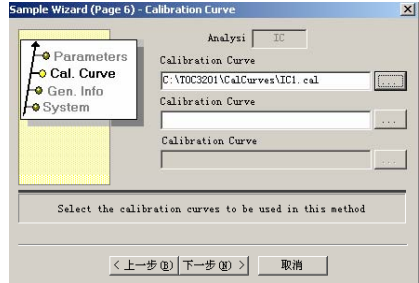 Sample Wizard (Page 6) - Calibration Curve
Analysi IC
Parameters
Cal. Curve
Gen. Info
System
Calibration Curve
C:\TOC3201\CalCurves\IC1.cal ...
Calibration Curve
...
Calibration Curve
...
Select the calibration curves to be used in this method
< 上一步(B) 下一步(N) > 取消